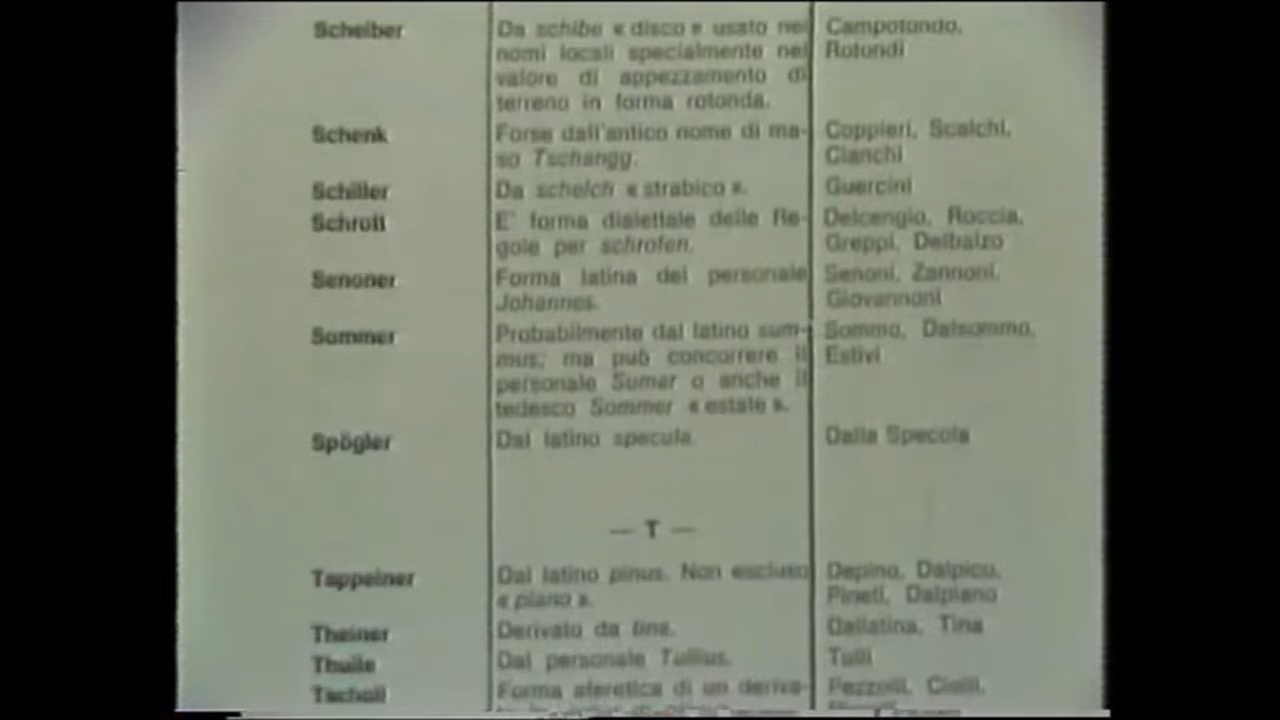 Scheiber
Da schibe « disco » usato nei
nomi locali specialmente nel
valore di appezzamento di
terreno in forma rotonda.
Campotondo,
Rotondi
Schenk
Forse dall'antico nome di ma-
so Tschangg.
Coppieri, Scalchi,
Cianchi
Schiller
Da schelch « strabico ».
Guercini
Schrott
E' forma dialettale delle Re-
gole per schrofen.
Delcengio, Roccia,
Greppi, Delbalzo
Senoner
Forma latina del personale
Johannes.
Senoni, Zannoni,
Giovannoni
Sommer
Probabilmente dal latino sum-
mus; ma può concorrere il
personale Sumar o anche il
tedesco Sommer « estate ».
Sommo, Dalsommo,
Estivi
Spögler
Dal latino specula.
Dalla Specola
— T —
Tappeiner
Dal latino pinus. Non escluso
« piano ».
Depino, Dalpico,
Pineti, Dalpiano
Theiner
Derivato da tina.
Dallatina, Tina
Thuile
Dal personale Tullius.
Tulli
Tscholl
Forma aferetica di un deriva-
Pezzolli, Ciolli,